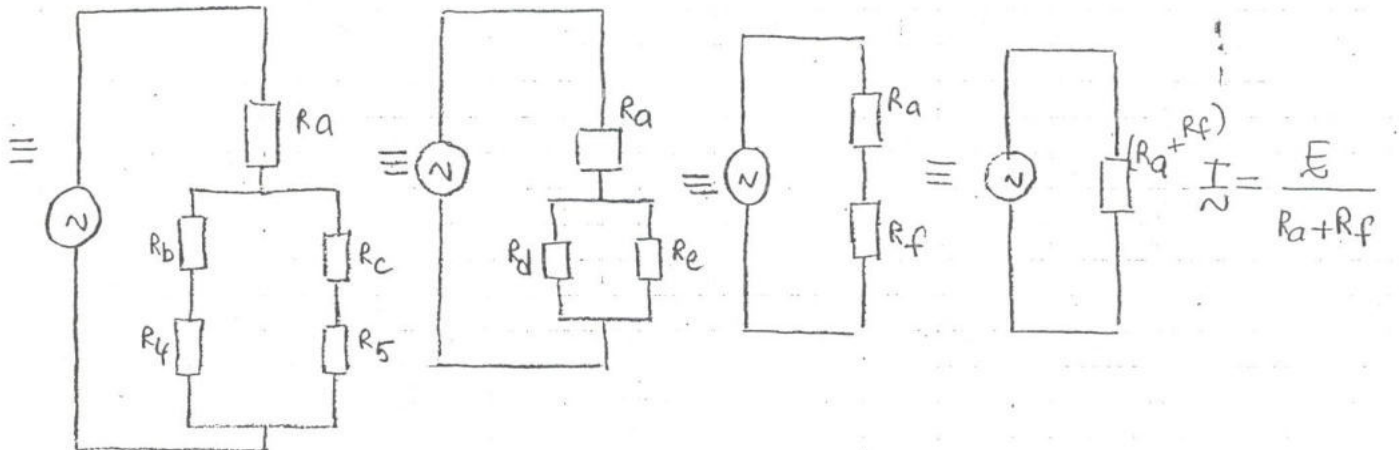 ≡
~
Ra
Rb
Rc
R4
R5
≡
~
Ra
Rd
Re
≡
~
Ra
Rf
≡
~
(Ra+Rf)
I = E
~ Ra+Rf